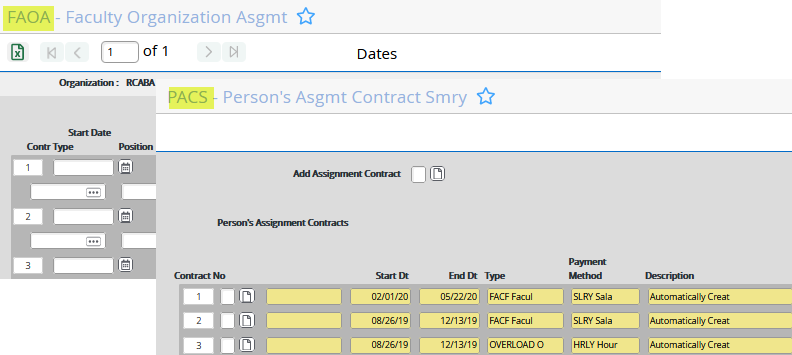 FAOA - Faculty Organization Asgmt
1 of 1
Dates
Organization : RCABA
Start Date
Contr Type Position
1
2
3
PACS - Person's Asgmt Contract Smry
Add Assignment Contract
Person's Assignment Contracts
Payment
Contract No Start Dt End Dt Type Method Description
1 02/01/20 05/22/20 FACF Facul SLRY Sala Automatically Creat
2 08/26/19 12/13/19 FACF Facul SLRY Sala Automatically Creat
3 08/26/19 12/13/19 OVERLOAD O HRLY Hour Automatically Creat